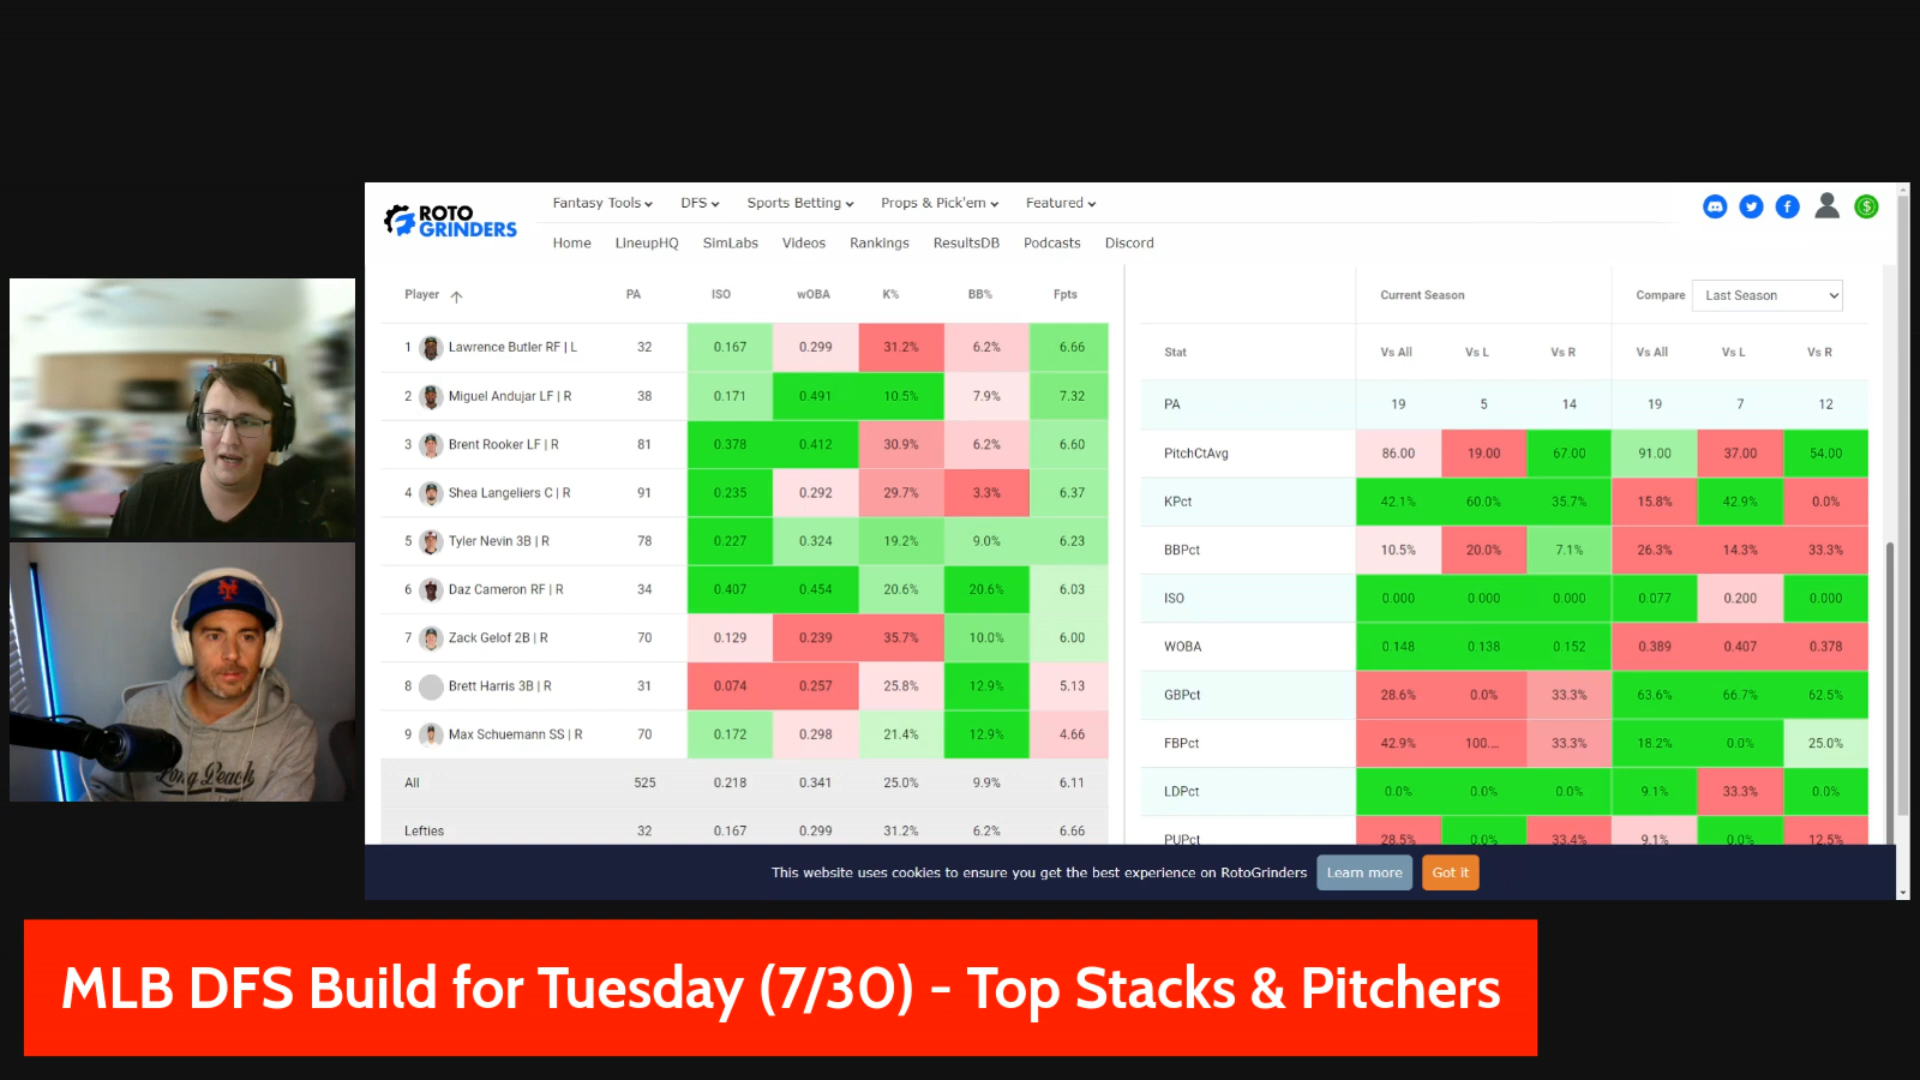 ROTO
GRINDERS
Fantasy Tools DFS Sports Betting Props & Pick'em Featured
Home LineupHQ SimLabs Videos Rankings ResultsDB Podcasts Discord
Player PA ISO wOBA K% BB% Fpts
1 Lawrence Butler RF | L 32 0.167 0.299 31.2% 6.2% 6.66
2 Miguel Andujar LF | R 38 0.171 0.491 10.5% 7.9% 7.32
3 Brent Rooker LF | R 81 0.378 0.412 30.9% 6.2% 6.60
4 Shea Langeliers C | R 91 0.235 0.292 29.7% 3.3% 6.37
5 Tyler Nevin 3B | R 78 0.227 0.324 19.2% 9.0% 6.23
6 Daz Cameron RF | R 34 0.407 0.454 20.6% 20.6% 6.03
7 Zack Gelof 2B | R 70 0.129 0.239 35.7% 10.0% 6.00
8 Brett Harris 3B | R 31 0.074 0.257 25.8% 12.9% 5.13
9 Max Schuemann SS | R 70 0.172 0.298 21.4% 12.9% 4.66
All 525 0.218 0.341 25.0% 9.9% 6.11
Lefties 32 0.167 0.299 31.2% 6.2% 6.66
Current Season Compare Last Season
Stat Vs All Vs L Vs R Vs All Vs L Vs R
PA 19 5 14 19 7 12
PitchCtAvg 86.00 19.00 67.00 91.00 37.00 54.00
KPct 42.1% 60.0% 35.7% 15.8% 42.9% 0.0%
BBPct 10.5% 20.0% 7.1% 26.3% 14.3% 33.3%
ISO 0.000 0.000 0.000 0.077 0.200 0.000
WOBA 0.148 0.138 0.152 0.389 0.407 0.378
GBPct 28.6% 0.0% 33.3% 63.6% 66.7% 62.5%
FBPct 42.9% 100.... 33.3% 18.2% 0.0% 25.0%
LDPct 0.0% 0.0% 0.0% 9.1% 33.3% 0.0%
PUPct 28.5% 0.0% 33.4% 9.1% 0.0% 12.5%
This website uses cookies to ensure you get the best experience on RotoGrinders Learn more Got it
Long Beach
MLB DFS Build for Tuesday (7/30) - Top Stacks & Pitchers